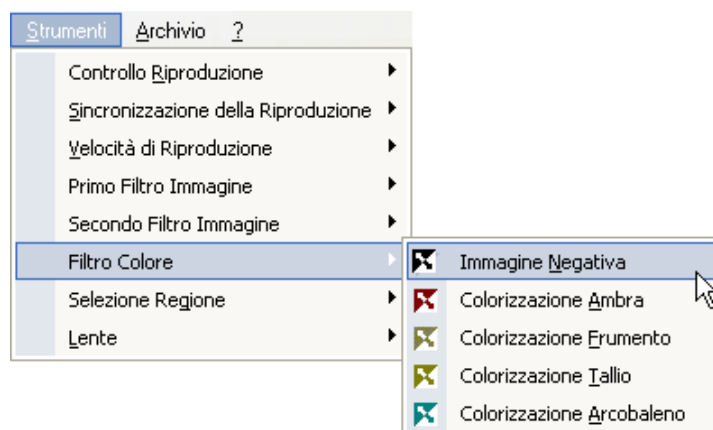 Strumenti Archivio ?
Controllo Riproduzione
Sincronizzazione della Riproduzione
Velocità di Riproduzione
Primo Filtro Immagine
Secondo Filtro Immagine
Filtro Colore
Selezione Regione
Lente
Immagine Negativa
Colorizzazione Ambra
Colorizzazione Frumento
Colorizzazione Tallio
Colorizzazione Arcobaleno